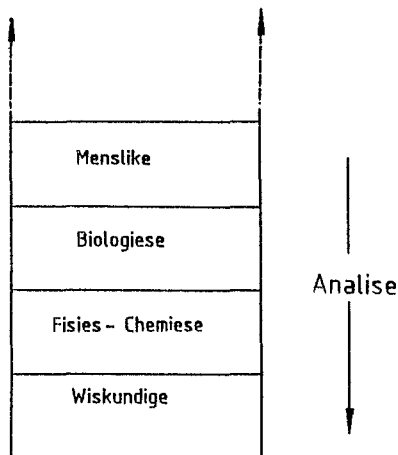 Menslike
Biologiese
Analise
Fisies - Chemiese
Wiskundige